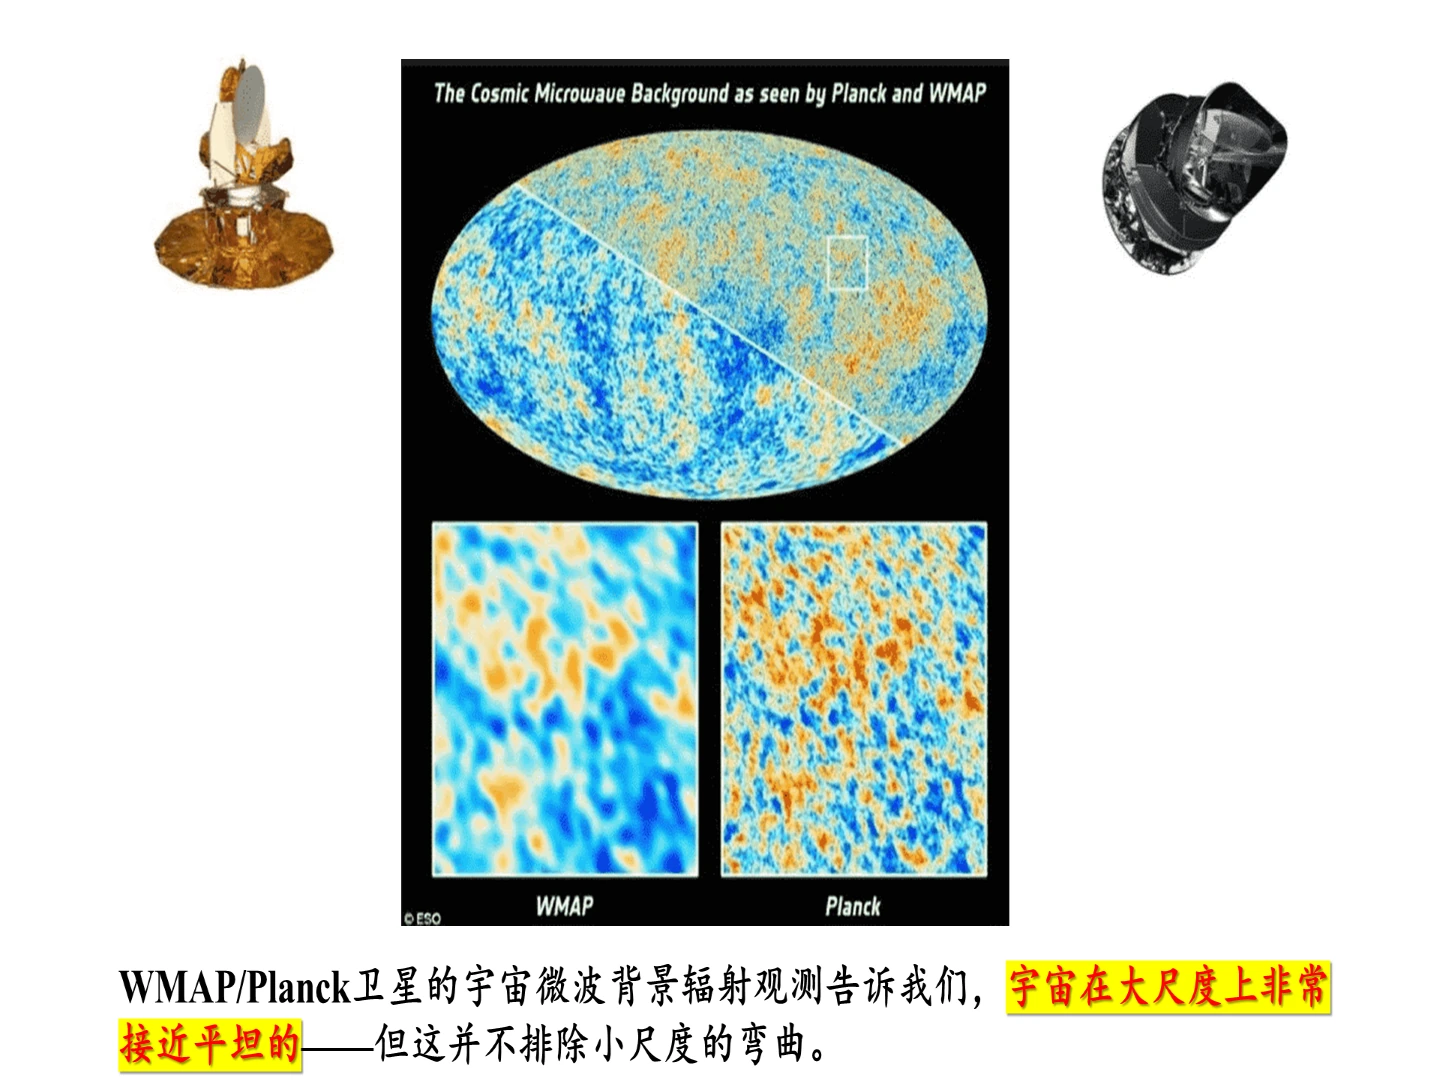 The Cosmic Microwave Background as seen by Planck and WMAP
WMAP
Planck
© ESO
WMAP/Planck卫星的宇宙微波背景辐射观测告诉我们，宇宙在大尺度上非常
接近平坦的——但这并不排除小尺度的弯曲。